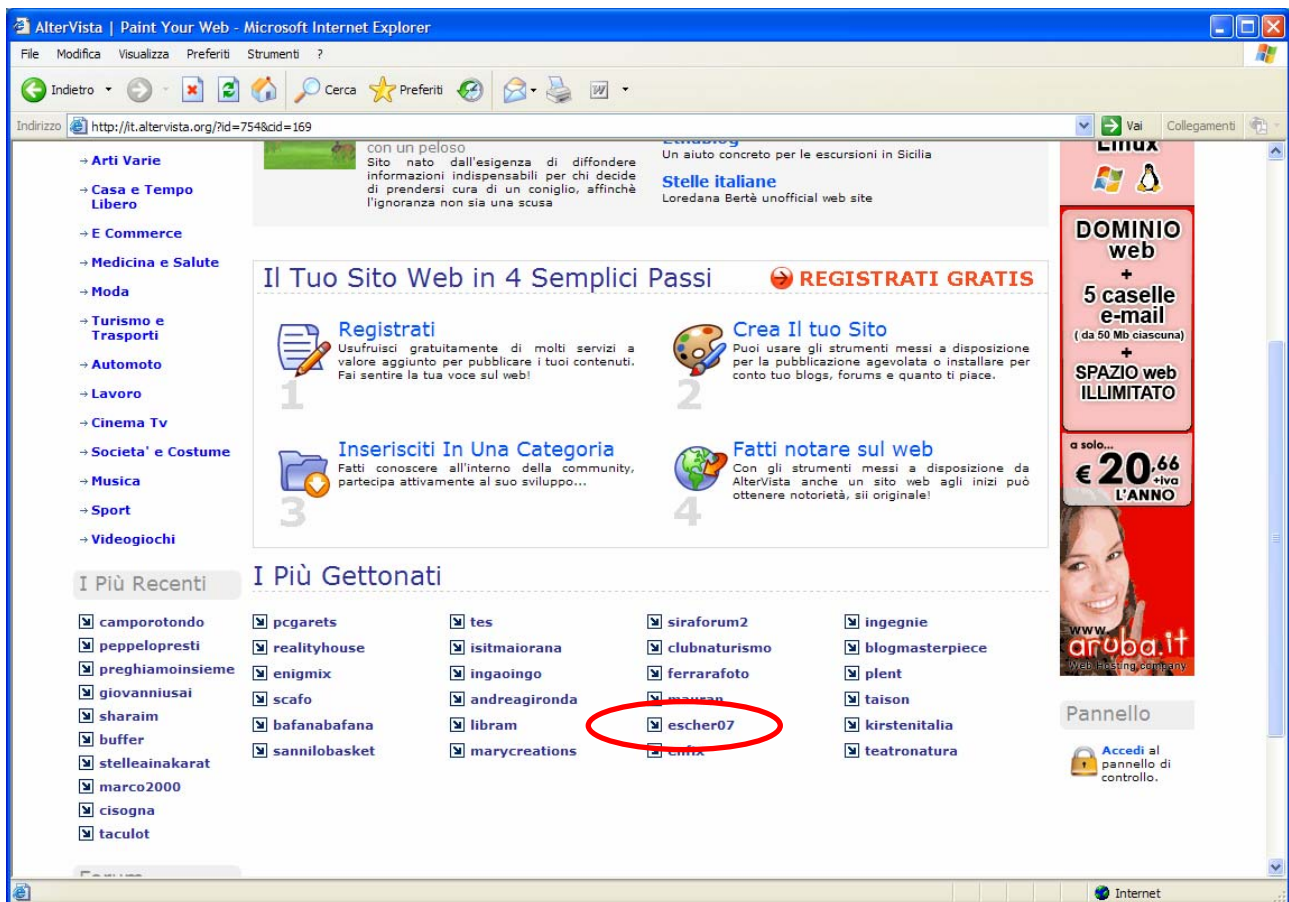 AlterVista | Paint Your Web - Microsoft Internet Explorer
File Modifica Visualizza Preferiti Strumenti ?
Indietro Cerca Preferiti
Indirizzo http://it.altervista.org/?id=754&cid=169 Vai Collegamenti
Arti Varie
Casa e Tempo
Libero
E Commerce
Medicina e Salute
Moda
Turismo e
Trasporti
Automoto
Lavoro
Cinema Tv
Societa' e Costume
Musica
Sport
Videogiochi
I Più Recenti
camporotondo
peppelopresti
preghiamoinsieme
giovanniusai
sharaim
buffer
stelleainakarat
marco2000
cisogna
taculot
con un peloso
Sito nato dall'esigenza di diffondere
informazioni indispensabili per chi decide
di prendersi cura di un coniglio, affinchè
l'ignoranza non sia una scusa
Un aiuto concreto per le escursioni in Sicilia
Stelle italiane
Loredana Bertè unofficial web site
Il Tuo Sito Web in 4 Semplici Passi REGISTRATI GRATIS
1
Registrati
Usufruisci gratuitamente di molti servizi a
valore aggiunto per pubblicare i tuoi contenuti.
Fai sentire la tua voce sul web!
2
Crea Il tuo Sito
Puoi usare gli strumenti messi a disposizione
per la pubblicazione agevolata o installare per
conto tuo blogs, forums e quanto ti piace.
3
Inserisciti In Una Categoria
Fatti conoscere all'interno della community,
partecipa attivamente al suo sviluppo...
4
Fatti notare sul web
Con gli strumenti messi a disposizione da
AlterVista anche un sito web agli inizi può
ottenere notorietà, sii originale!
I Più Gettonati
pcgarets tes siraforum2 ingegnie
realityhouse isitmaiorana clubnaturismo blogmasterpiece
enigmix ingaoingo ferrarafoto plent
scafo andreagironda taison
bafanabafana libram escher07 kirstenitalia
sannilobasket marycreations teatronatura
Linux
DOMINIO
web
+
5 caselle
e-mail
( da 50 Mb ciascuna)
+
SPAZIO web
ILLIMITATO
a solo...
€ 20,66
+iva
L'ANNO
www.
aruba.it
Web Hosting company
Pannello
Accedi al
pannello di
controllo.
Internet